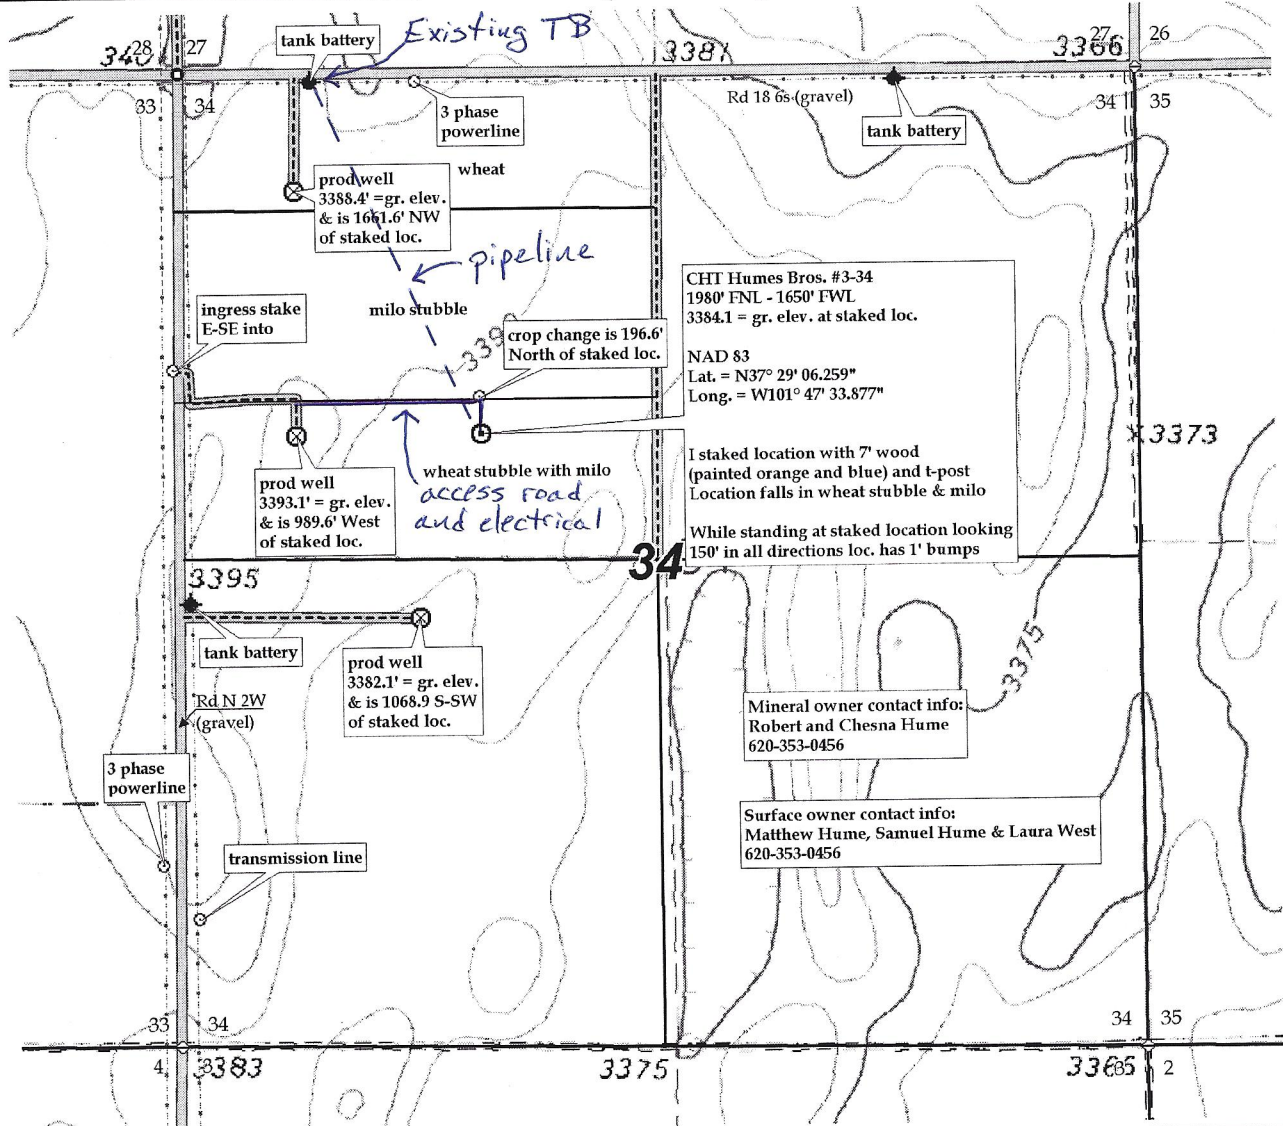 Existing TB
tank battery
28 27
3381
3366
27 26
33 34
3 phase
powerline
Rd 18 6s (gravel)
34 35
tank battery
wheat
prod well
3388.4' =gr. elev.
& is 1661.6' NW
of staked loc.
pipeline
ingress stake
E-SE into
milo stubble
crop change is 196.6'
North of staked loc.
CHT Humes Bros. #3-34
1980' FNL - 1650' FWL
3384.1 = gr. elev. at staked loc.
NAD 83
Lat. = N37° 29' 06.259"
Long. = W101° 47' 33.877"
I staked location with 7' wood
(painted orange and blue) and t-post
Location falls in wheat stubble & milo
While standing at staked location looking
150' in all directions loc. has 1' bumps
3373
prod well
3393.1' = gr. elev.
& is 989.6' West
of staked loc.
wheat stubble with milo
access road
and electrical
34
3395
tank battery
prod well
3382.1' = gr. elev.
& is 1068.9 S-SW
of staked loc.
3375
Rd N 2W
(gravel)
Mineral owner contact info:
Robert and Chesna Hume
620-353-0456
3 phase
powerline
Surface owner contact info:
Matthew Hume, Samuel Hume & Laura West
620-353-0456
transmission line
33 34
34 35
4
3383
3375
2